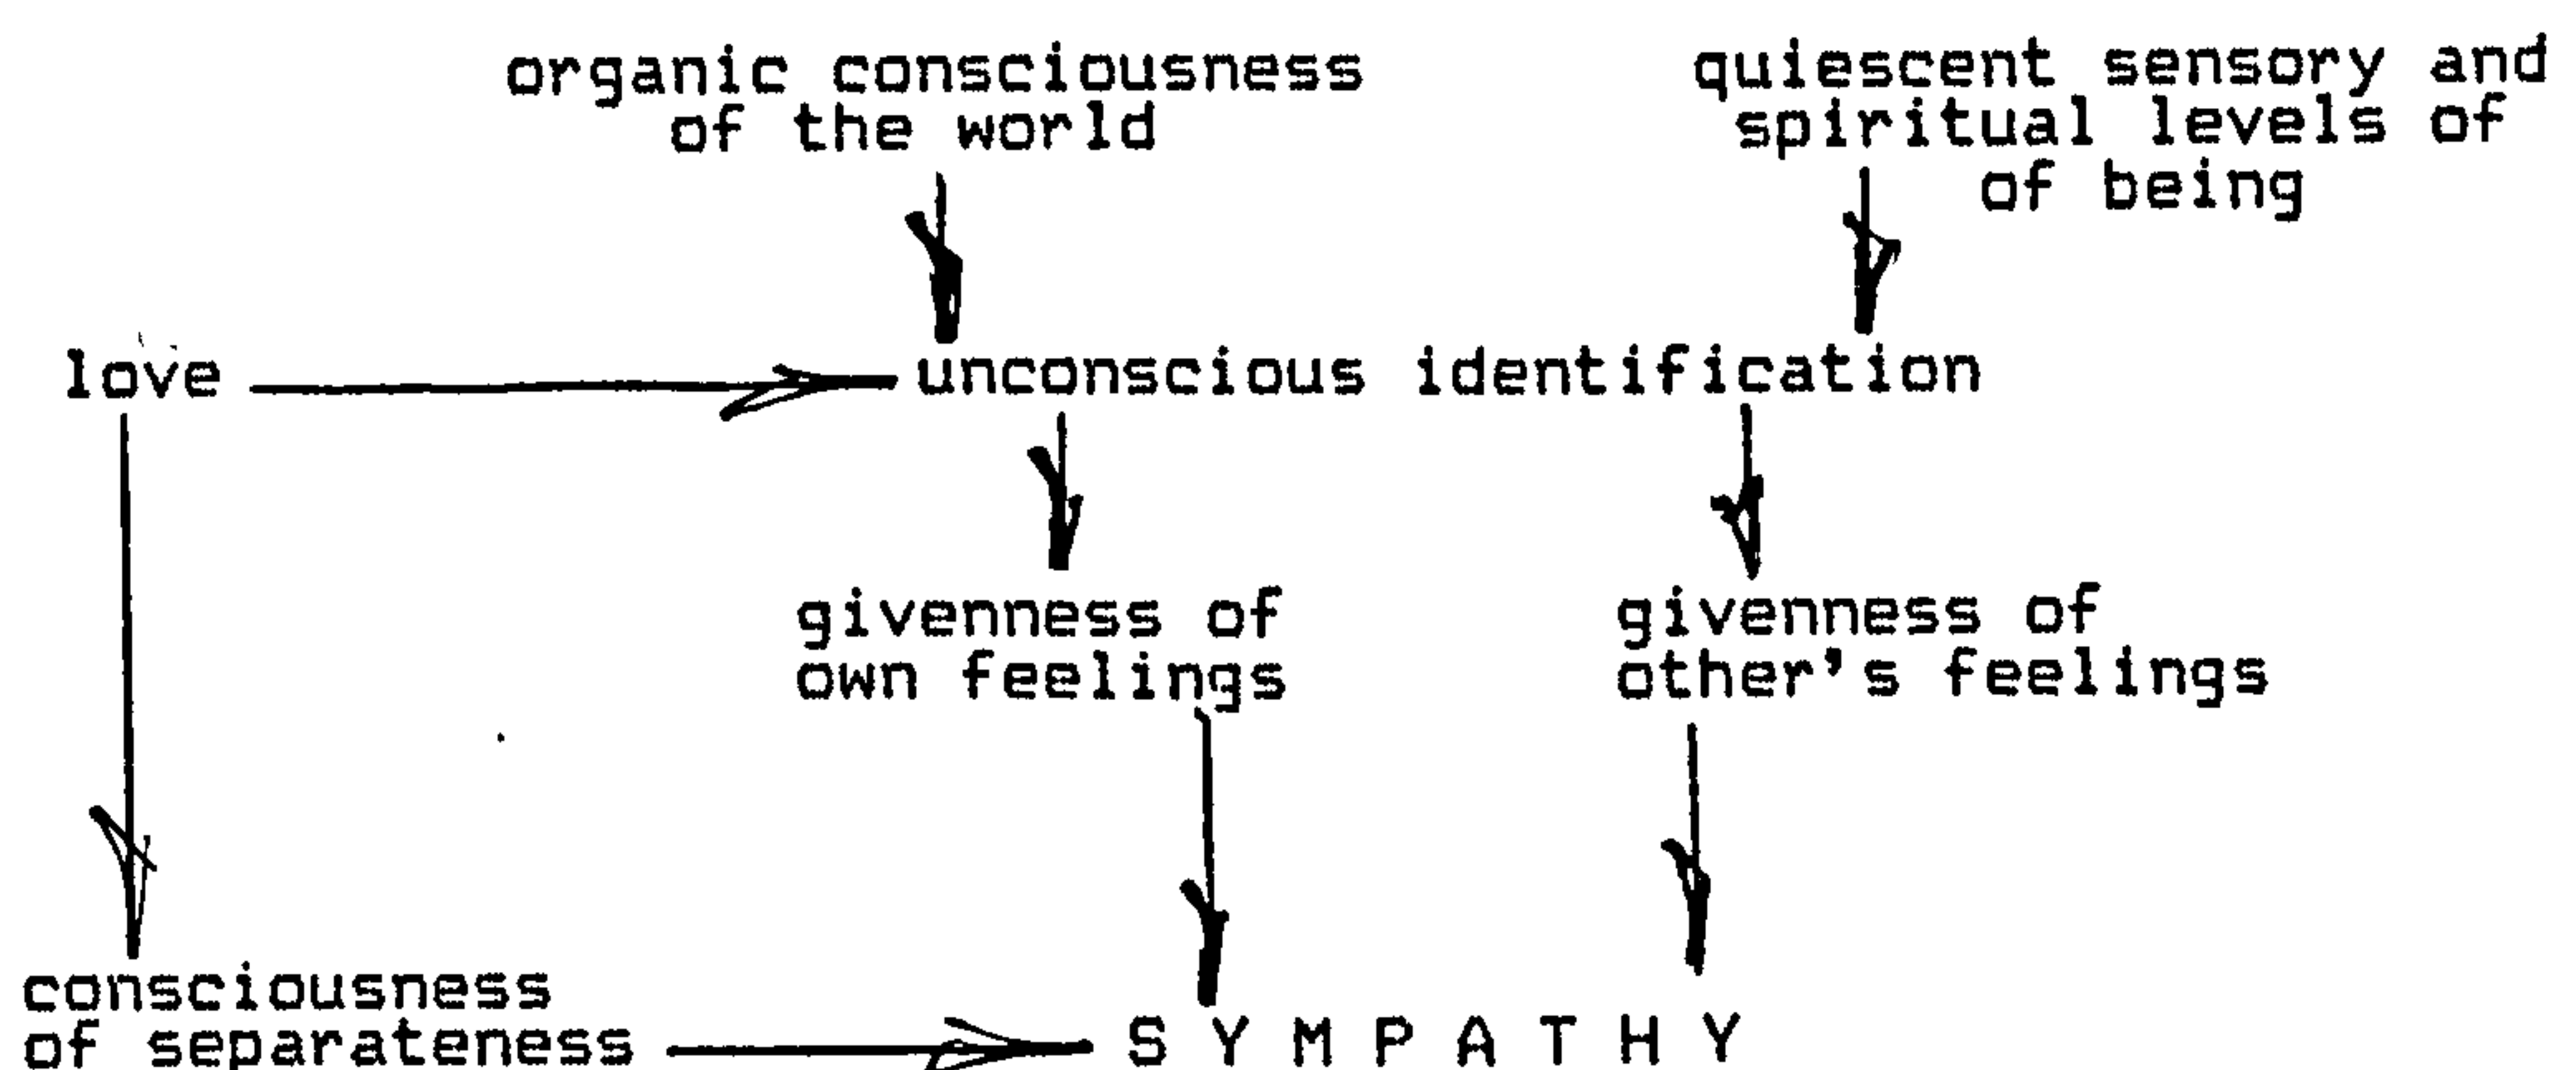 organic consciousness
of the world
quiescent sensory and
spiritual levels of
of being
love
unconscious identification
givenness of
own feelings
givenness of
other's feelings
consciousness
of separateness
S Y M P A T H Y